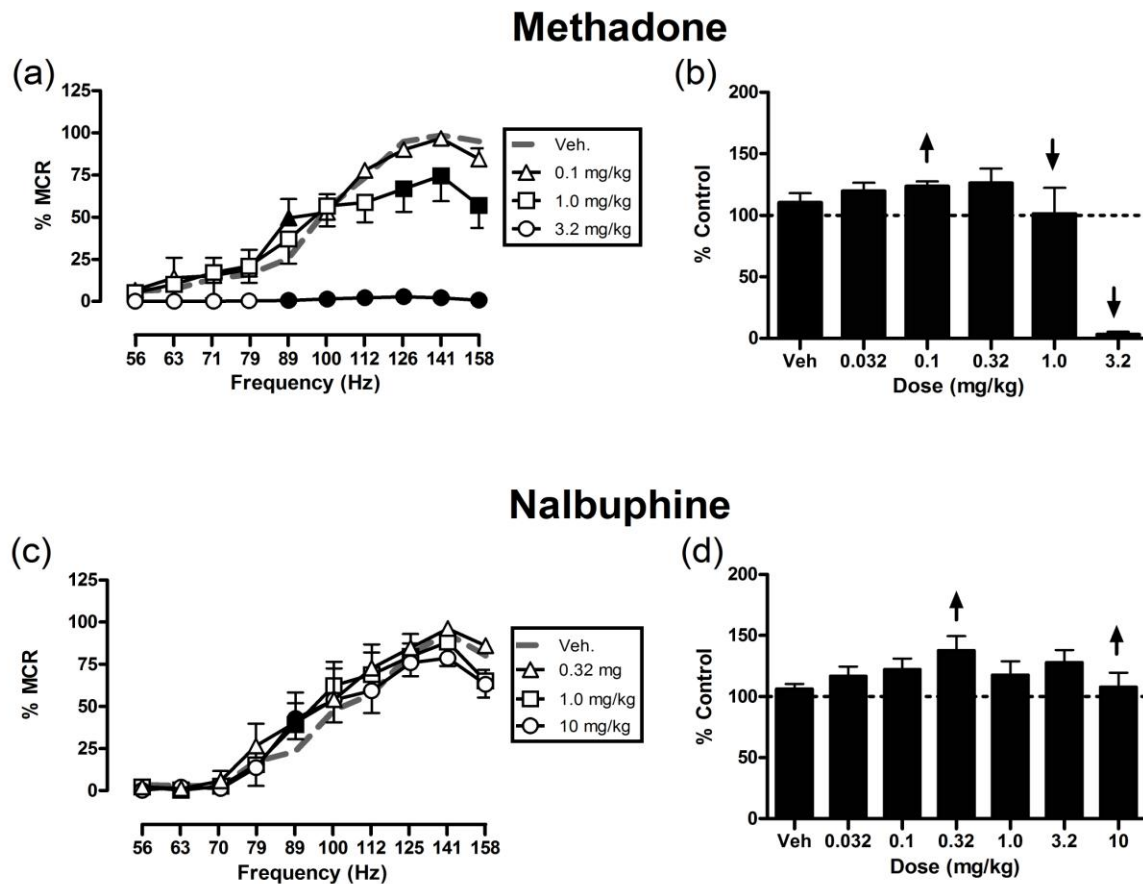 Methadone
(a)
125
100
75
50
25
0
% MCR
56 63 71 79 89 100 112 126 141 158
Frequency (Hz)
Veh.
0.1 mg/kg
1.0 mg/kg
3.2 mg/kg
(b)
200
150
100
50
0
% Control
Veh 0.032 0.1 0.32 1.0 3.2
Dose (mg/kg)
Nalbuphine
(c)
125
100
75
50
25
0
% MCR
56 63 70 79 89 100 112 125 141 158
Frequency (Hz)
Veh.
0.32 mg
1.0 mg/kg
10 mg/kg
(d)
200
150
100
50
0
% Control
Veh 0.032 0.1 0.32 1.0 3.2 10
Dose (mg/kg)